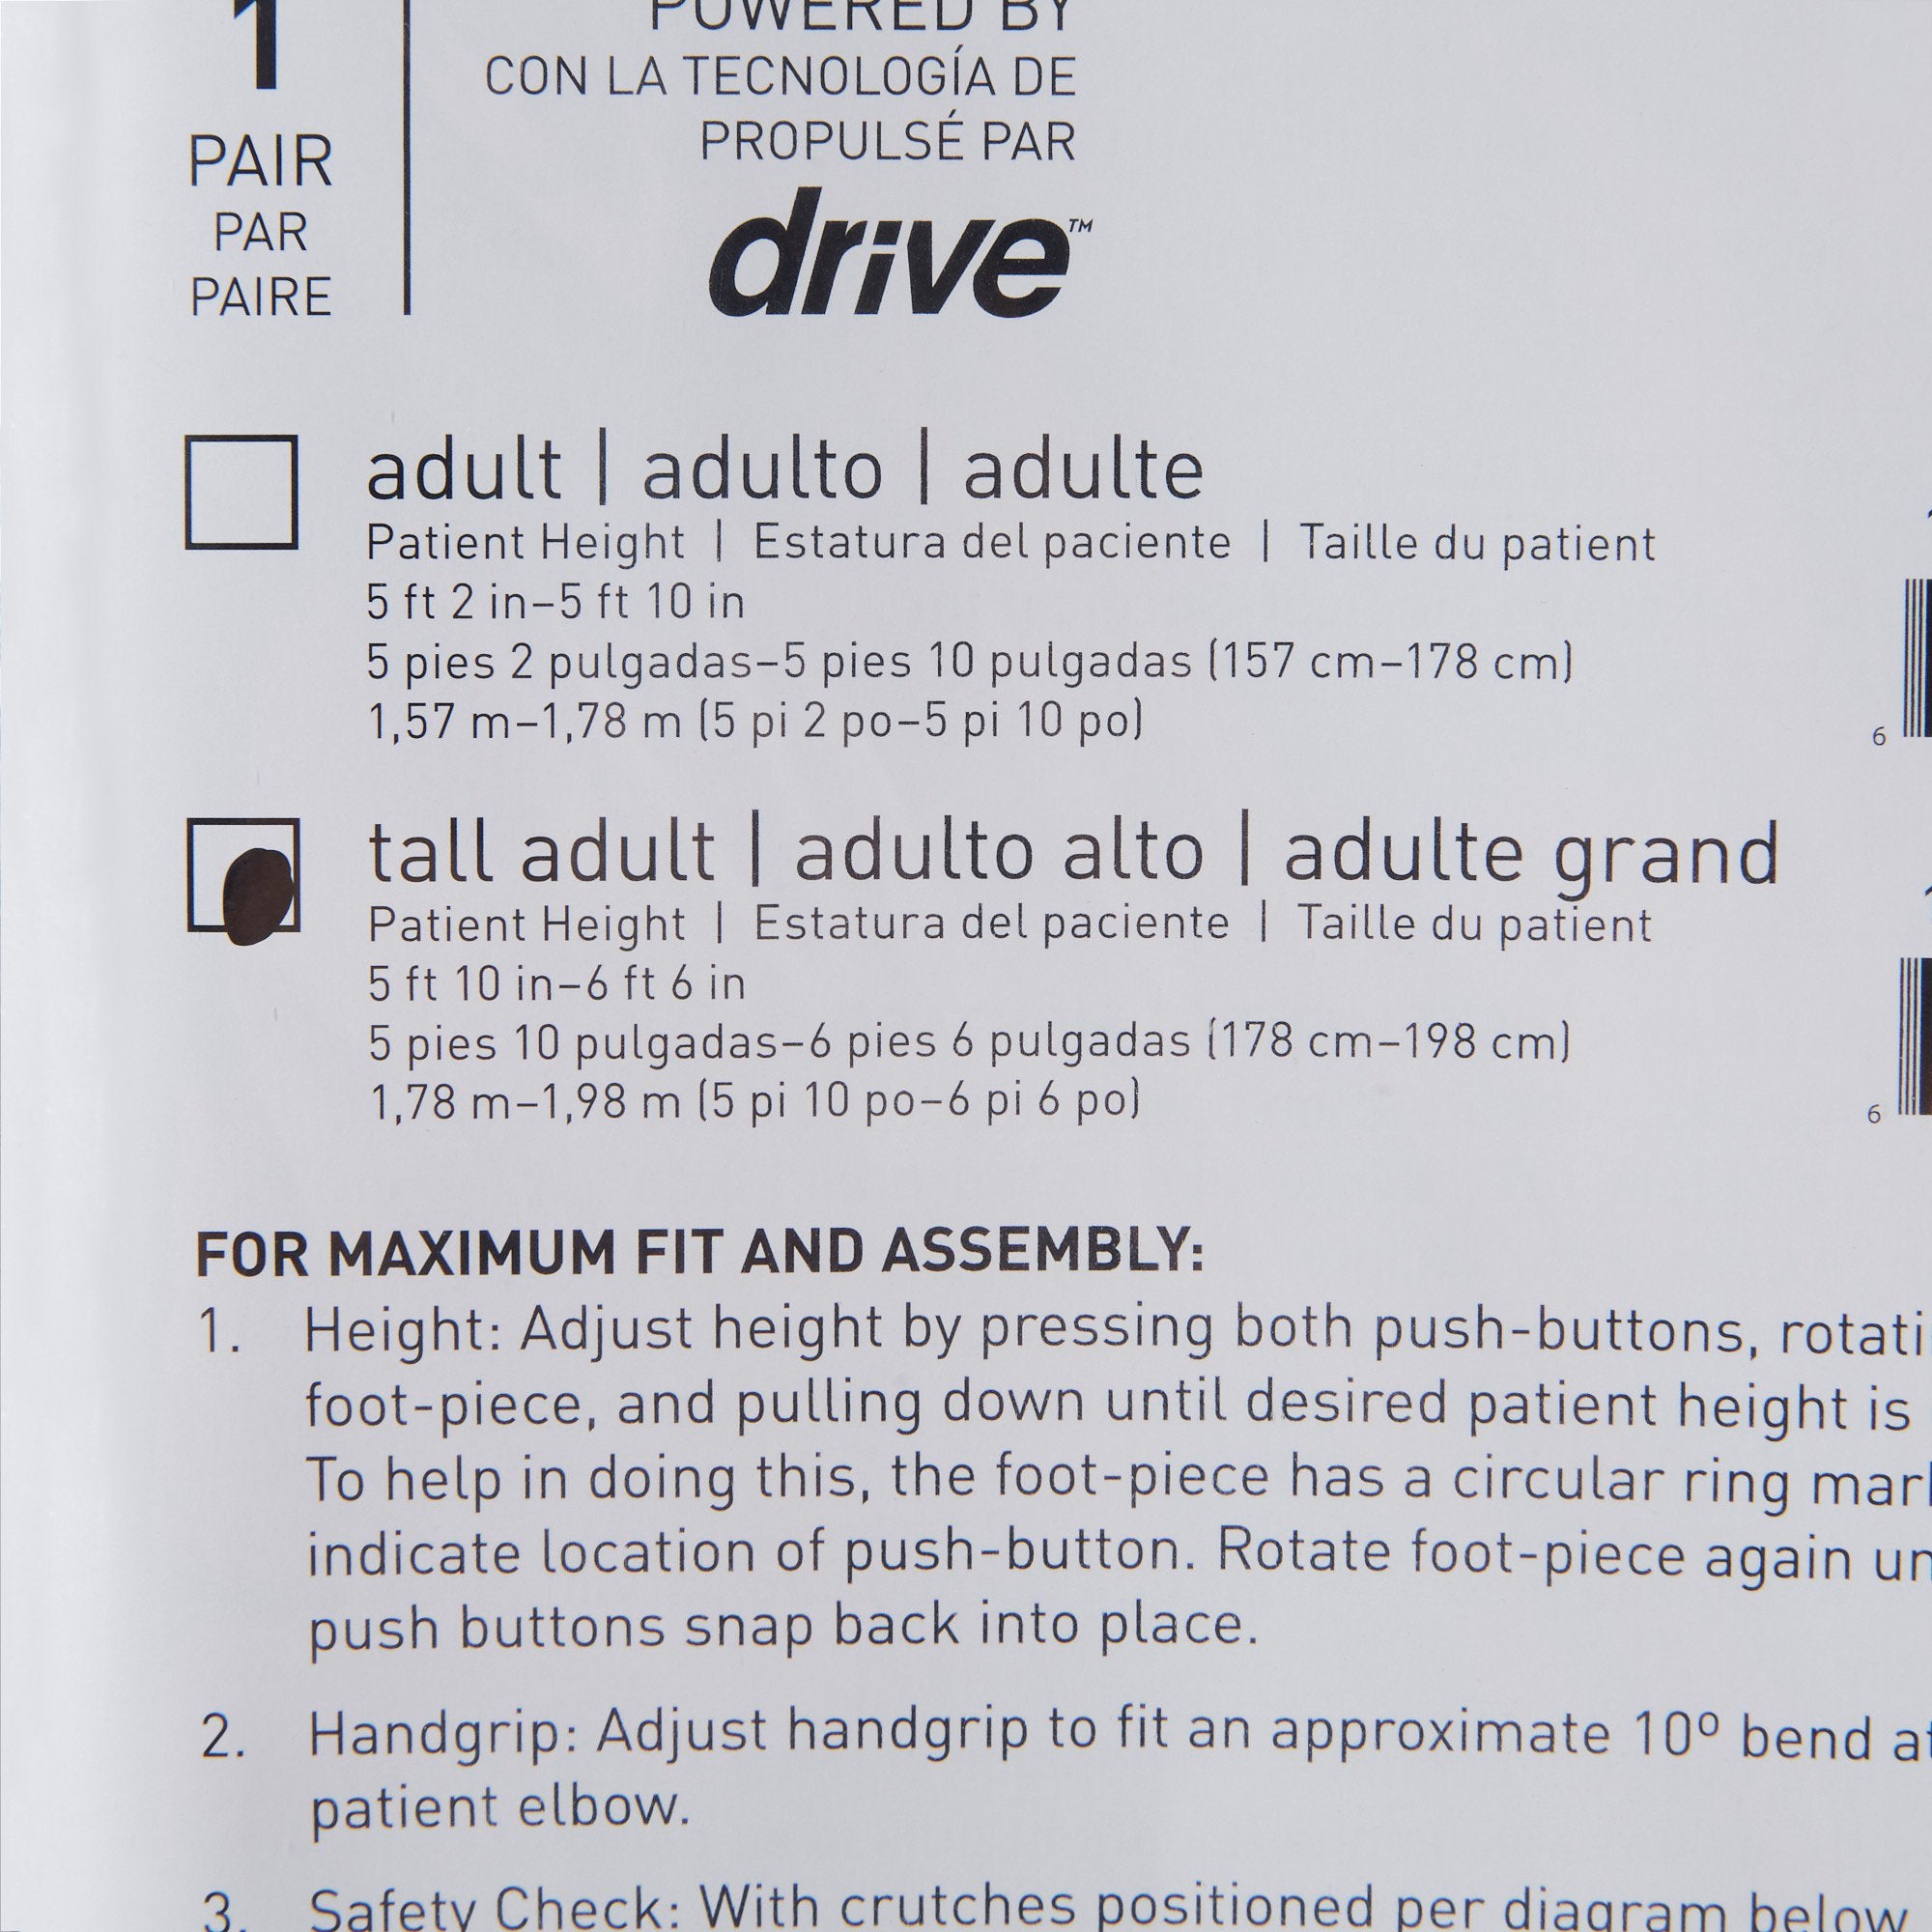 1
PAIR
PAR
PAIRE
POWERED BY
CON LA TECNOLOGÍA DE
PROPULSÉ PAR
drive™
adult | adulto | adulte
Patient Height | Estatura del paciente | Taille du patient
5 ft 2 in–5 ft 10 in
5 pies 2 pulgadas–5 pies 10 pulgadas (157 cm–178 cm)
1,57 m–1,78 m (5 pi 2 po–5 pi 10 po)
6
tall adult | adulto alto | adulte grand
Patient Height | Estatura del paciente | Taille du patient
5 ft 10 in–6 ft 6 in
5 pies 10 pulgadas–6 pies 6 pulgadas (178 cm–198 cm)
1,78 m–1,98 m (5 pi 10 po–6 pi 6 po)
6
FOR MAXIMUM FIT AND ASSEMBLY:
1. Height: Adjust height by pressing both push-buttons,
foot-piece, and pulling down until desired patient height is
To help in doing this, the foot-piece has a circular ring
indicate location of push-button. Rotate foot-piece again
push buttons snap back into place.
2. Handgrip: Adjust handgrip to fit an approximate 10º bend at
patient elbow.
3. Safety Check: With crutches positioned per diagram below